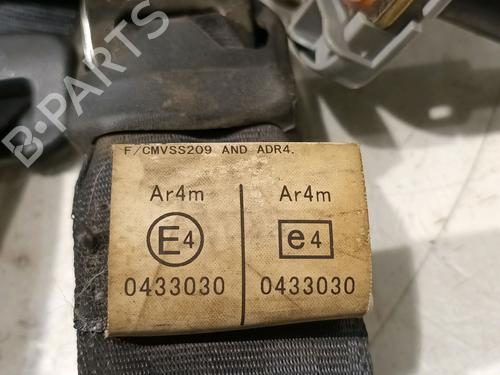 B-PARTS
F/CMVSS209 AND ADR4.
Ar4m Ar4m
E4 e4
0433030 0433030